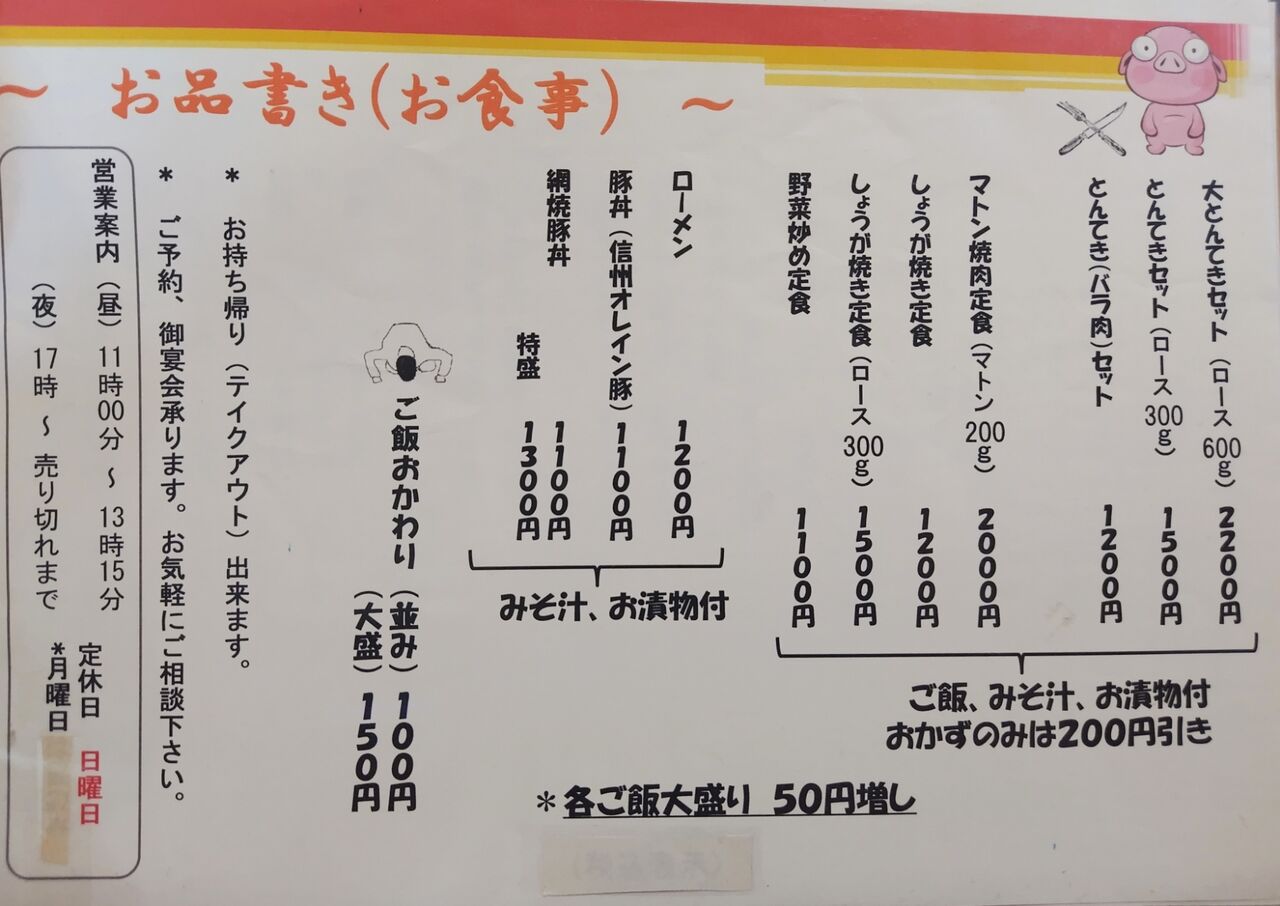 ～ お品書き(お食事) ～
大とんてきセット（ロース600g） 2200円
とんてきセット（ロース300g） 1500円
とんてき(バラ肉)セット 1200円
マトン焼肉定食（マトン200g） 2000円
しょうが焼き定食 1200円
しょうが焼き定食（ロース300g） 1500円
野菜炒め定食 1100円
ご飯、みそ汁、お漬物付
おかずのみは200円引き
ローメン 1200円
豚丼（信州オレイン豚） 1100円
網焼豚丼 1100円
特盛 1300円
みそ汁、お漬物付
ご飯おかわり（並み）100円
（大盛）150円
＊各ご飯大盛り 50円増し
* お持ち帰り（テイクアウト）出来ます。
* ご予約、御宴会承ります。お気軽にご相談下さい。
営業案内（昼）11時00分 ～ 13時15分
（夜）17時 ～ 売り切れまで
定休日 日曜日
*月曜日